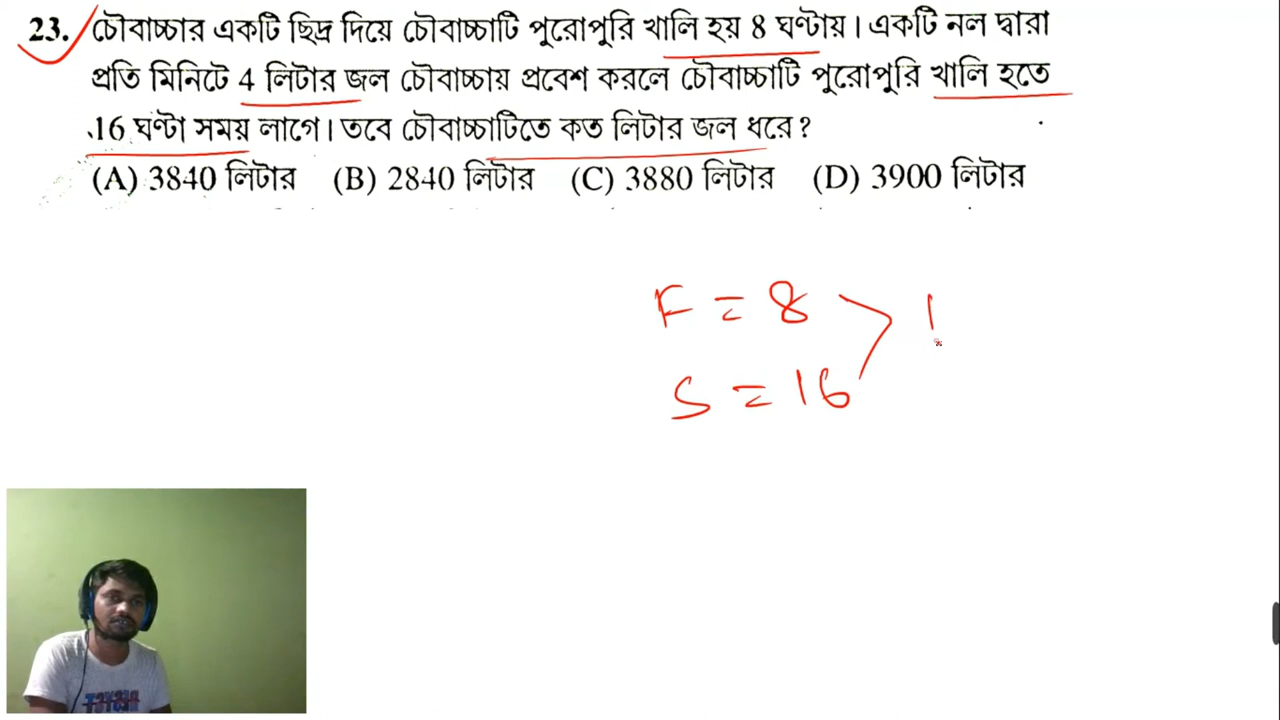 23. চৌবাচ্চার একটি ছিদ্র দিয়ে চৌবাচ্চাটি পুরোপুরি খালি হয় 8 ঘণ্টায়। একটি নল দ্বারা
প্রতি মিনিটে 4 লিটার জল চৌবাচ্চায় প্রবেশ করলে চৌবাচ্চাটি পুরোপুরি খালি হতে
16 ঘণ্টা সময় লাগে। তবে চৌবাচ্চাটিতে কত লিটার জল ধরে?
(A) 3840 লিটার (B) 2840 লিটার (C) 3880 লিটার (D) 3900 লিটার
F = 8 > 1
S = 16